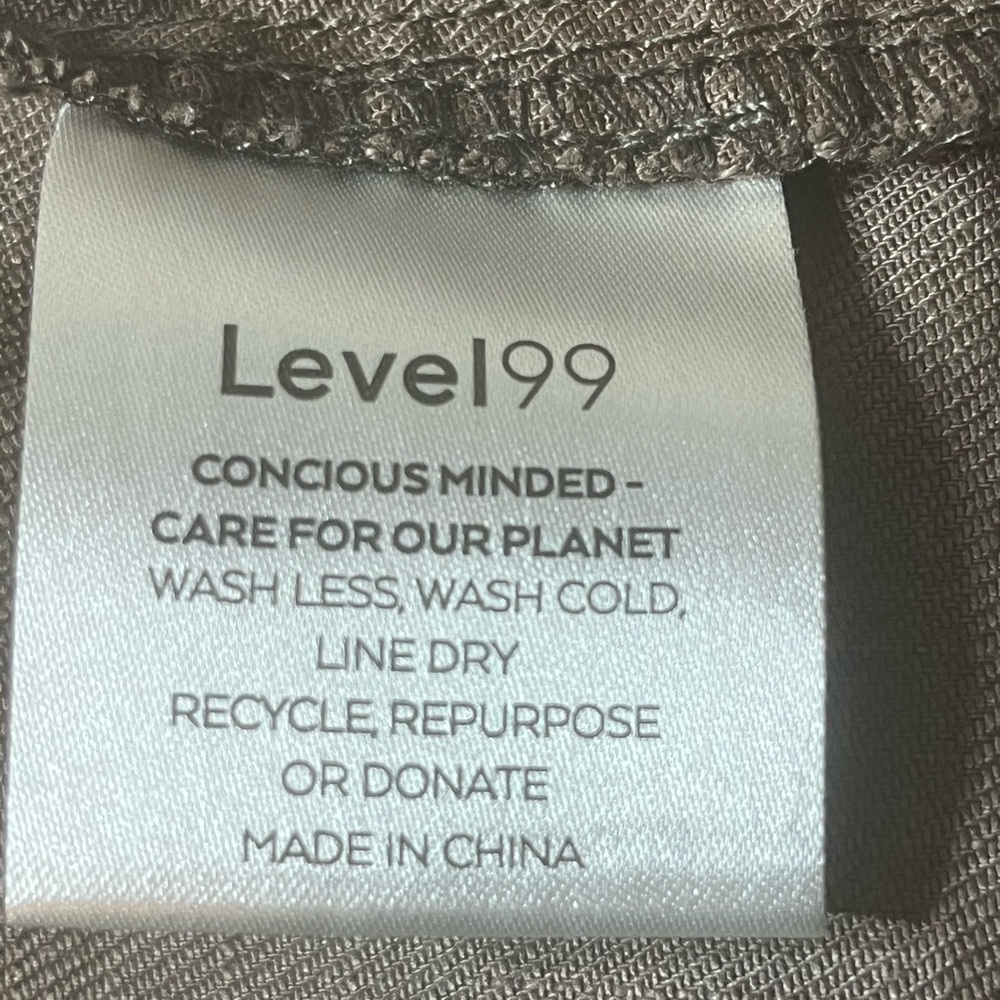 Level99
CONCIOUS MINDED -
CARE FOR OUR PLANET
WASH LESS, WASH COLD,
LINE DRY
RECYCLE, REPURPOSE
OR DONATE
MADE IN CHINA